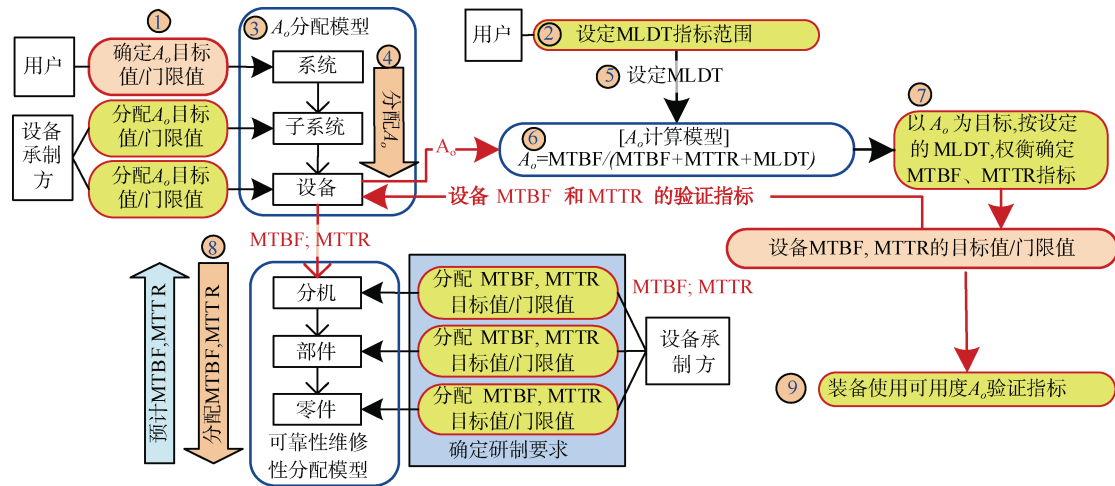 ①
用户
确定Aₒ目标
值/门限值
设备
承制
方
分配Aₒ目标
值/门限值
分配Aₒ目标
值/门限值
③ Aₒ分配模型
系统
子系统
设备
④
分配Aₒ
用户
② 设定MLDT指标范围
⑤ 设定MLDT
Aₒ
⑥ [Aₒ计算模型]
Aₒ=MTBF/(MTBF+MTTR+MLDT)
⑦
以Aₒ为目标,按设定
的MLDT,权衡确定
MTBF、MTTR指标
设备 MTBF 和 MTTR 的验证指标
设备MTBF, MTTR的目标值/门限值
⑨ 装备使用可用度Aₒ验证指标
MTBF; MTTR
⑧
预计MTBF,MTTR
分配MTBF,MTTR
分机
部件
零件
可靠性维修
性分配模型
分配 MTBF, MTTR
目标值/门限值
分配 MTBF, MTTR
目标值/门限值
分配 MTBF, MTTR
目标值/门限值
确定研制要求
MTBF; MTTR
设备承
制方